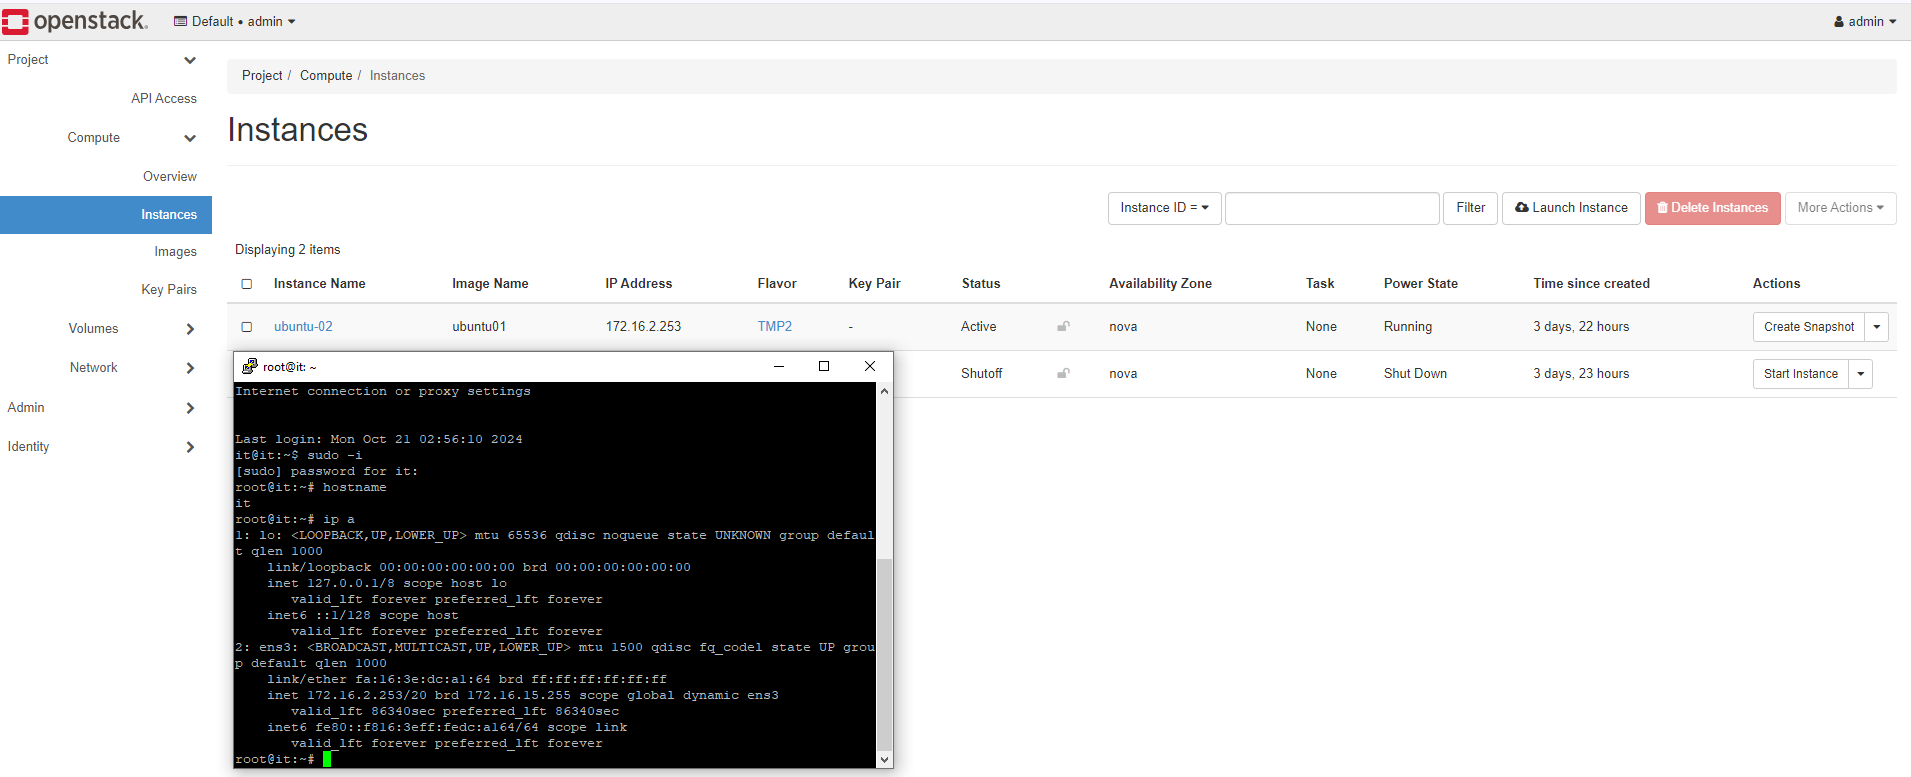 openstack. Default • admin admin
Project
API Access
Compute
Overview
Instances
Images
Key Pairs
Volumes
Network
Admin
Identity
Project / Compute / Instances
Instances
Instance ID = Filter Launch Instance Delete Instances More Actions
Displaying 2 items
Instance Name Image Name IP Address Flavor Key Pair Status Availability Zone Task Power State Time since created Actions
ubuntu-02 ubuntu01 172.16.2.253 TMP2 - Active nova None Running 3 days, 22 hours Create Snapshot
Shutoff nova None Shut Down 3 days, 23 hours Start Instance
root@it: ~
Internet connection or proxy settings
Last login: Mon Oct 21 02:56:10 2024
it@it:~$ sudo -i
[sudo] password for it:
root@it:~# hostname
it
root@it:~# ip a
1: lo: <LOOPBACK,UP,LOWER_UP> mtu 65536 qdisc noqueue state UNKNOWN group defaul
t qlen 1000
link/loopback 00:00:00:00:00:00 brd 00:00:00:00:00:00
inet 127.0.0.1/8 scope host lo
valid_lft forever preferred_lft forever
inet6 ::1/128 scope host
valid_lft forever preferred_lft forever
2: ens3: <BROADCAST,MULTICAST,UP,LOWER_UP> mtu 1500 qdisc fq_codel state UP grou
p default qlen 1000
link/ether fa:16:3e:dc:a1:64 brd ff:ff:ff:ff:ff:ff
inet 172.16.2.253/20 brd 172.16.15.255 scope global dynamic ens3
valid_lft 86340sec preferred_lft 86340sec
inet6 fe80::f816:3eff:fedc:a164/64 scope link
valid_lft forever preferred_lft forever
root@it:~#